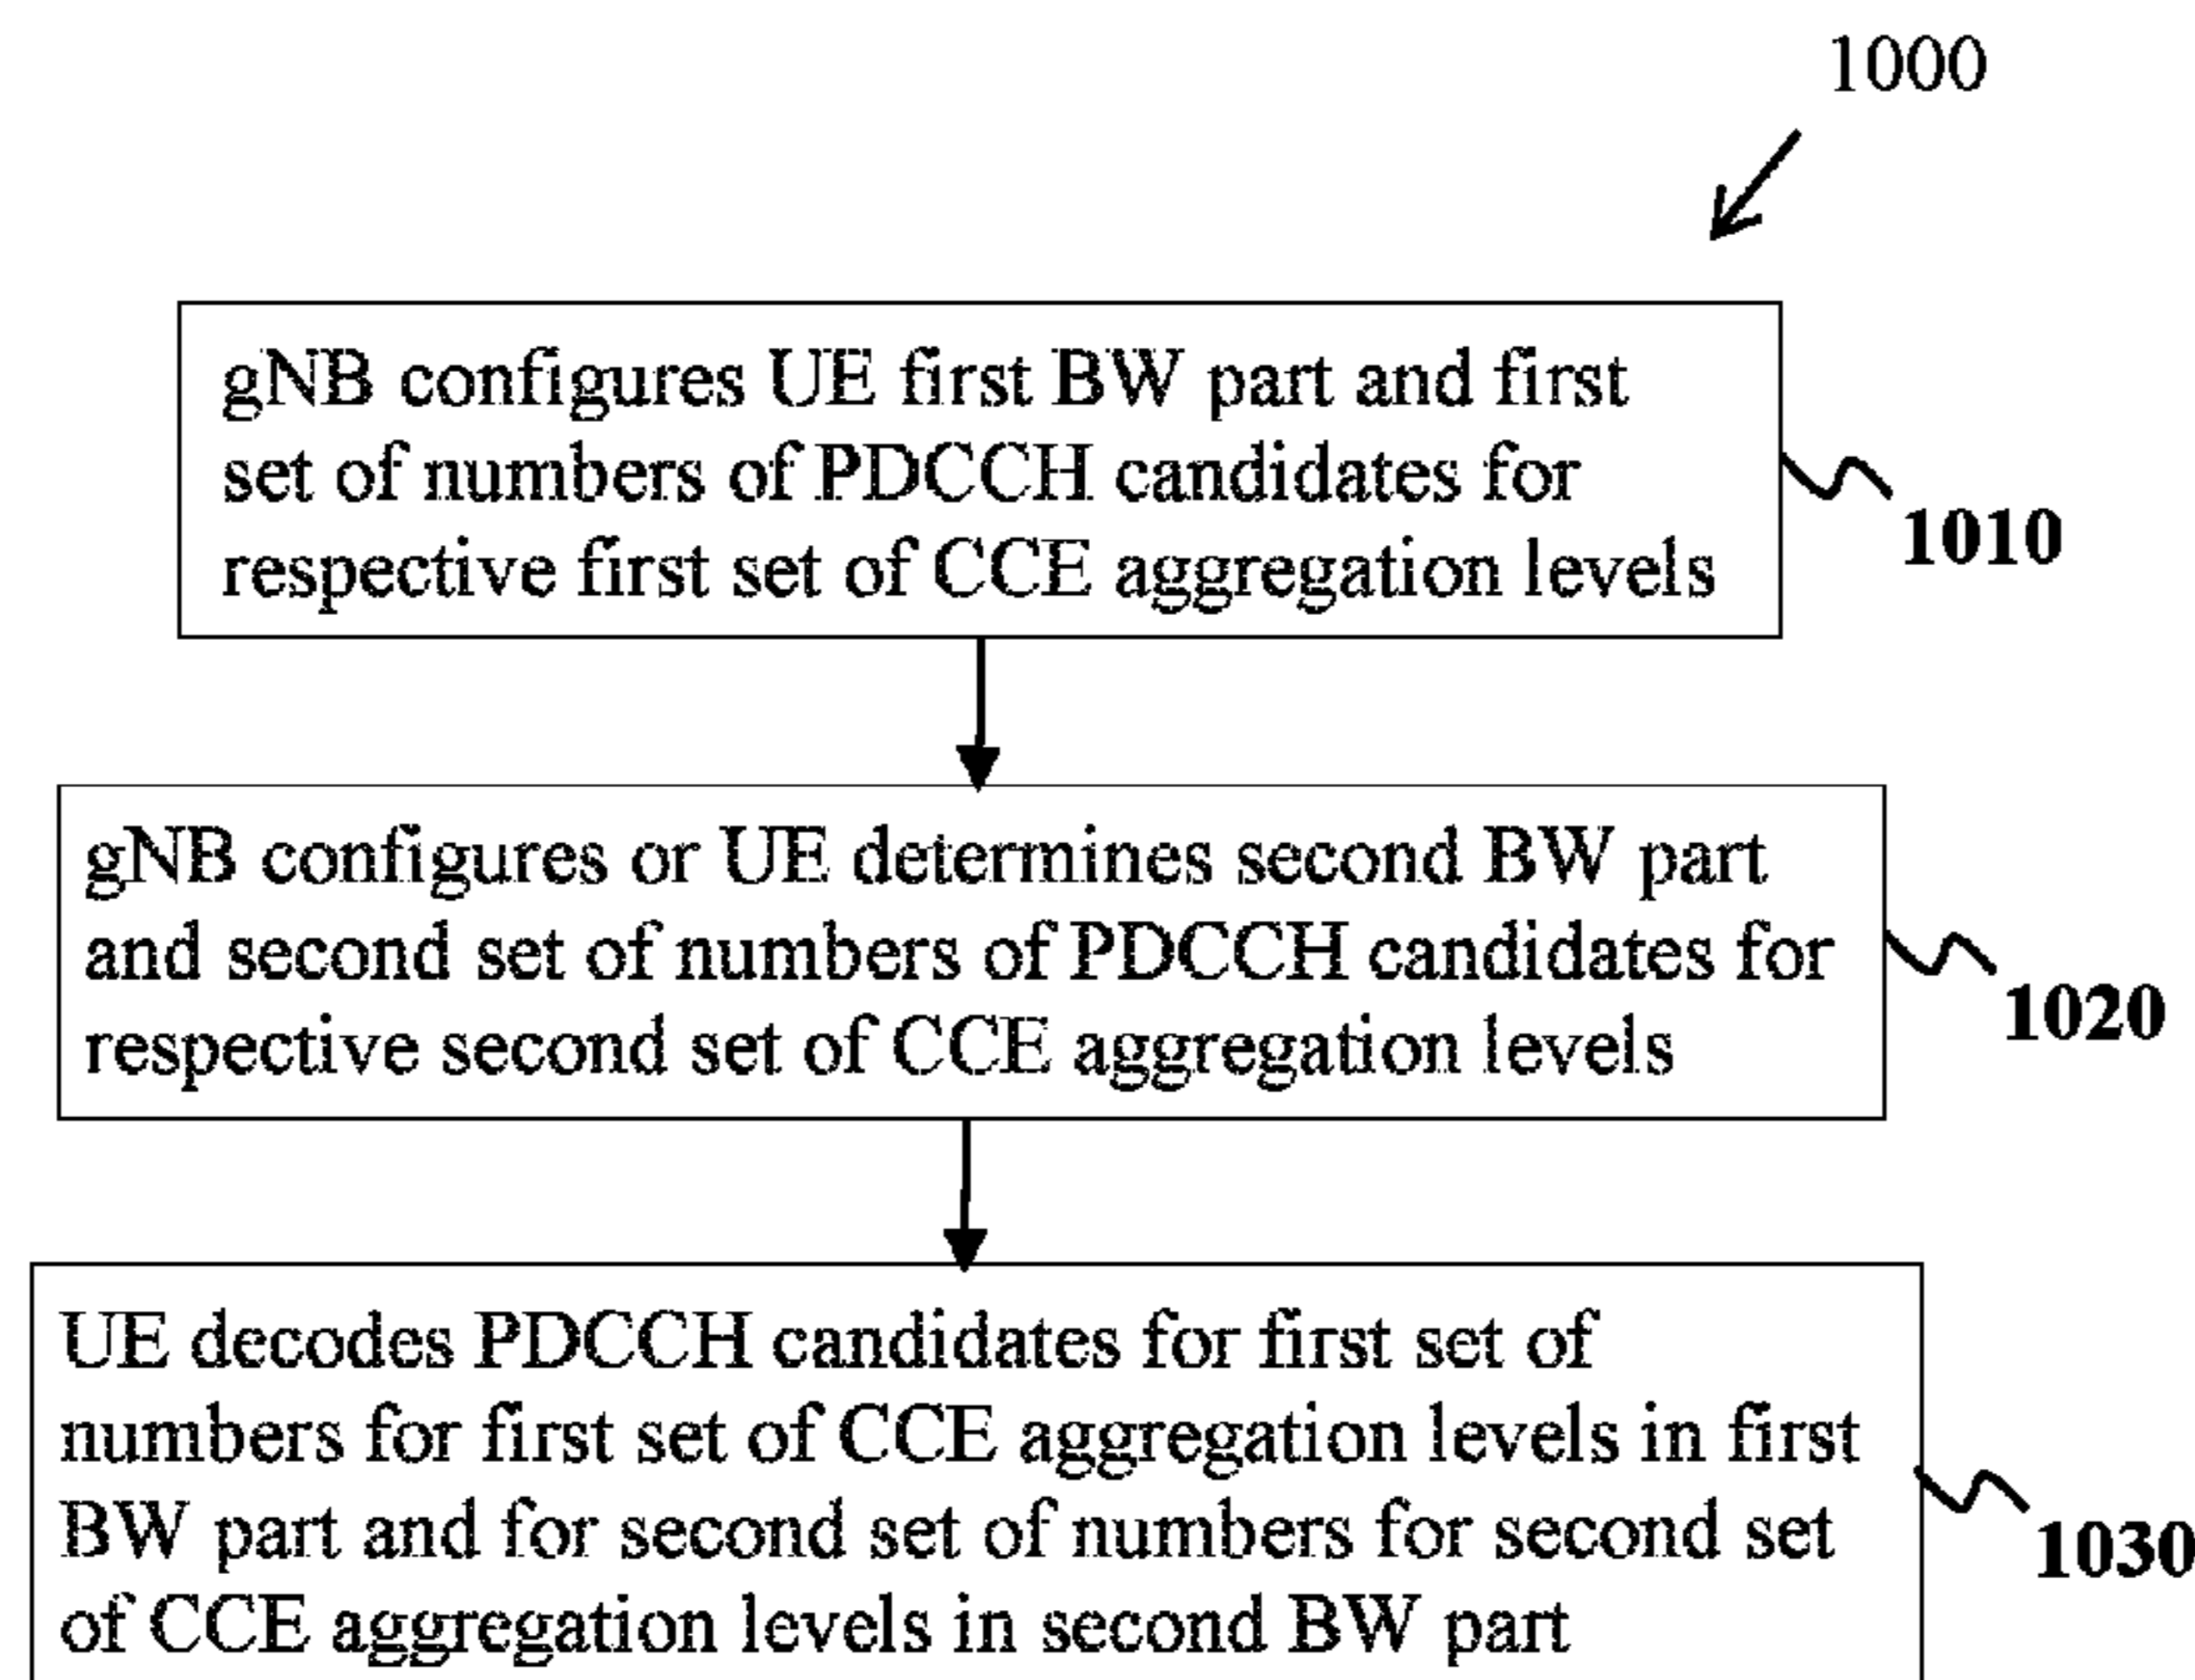 1000
gNB configures UE first BW part and first
set of numbers of PDCCH candidates for
respective first set of CCE aggregation levels
1010
gNB configures or UE determines second BW part
and second set of numbers of PDCCH candidates for
respective second set of CCE aggregation levels
1020
UE decodes PDCCH candidates for first set of
numbers for first set of CCE aggregation levels in first
BW part and for second set of numbers for second set
of CCE aggregation levels in second BW part
1030